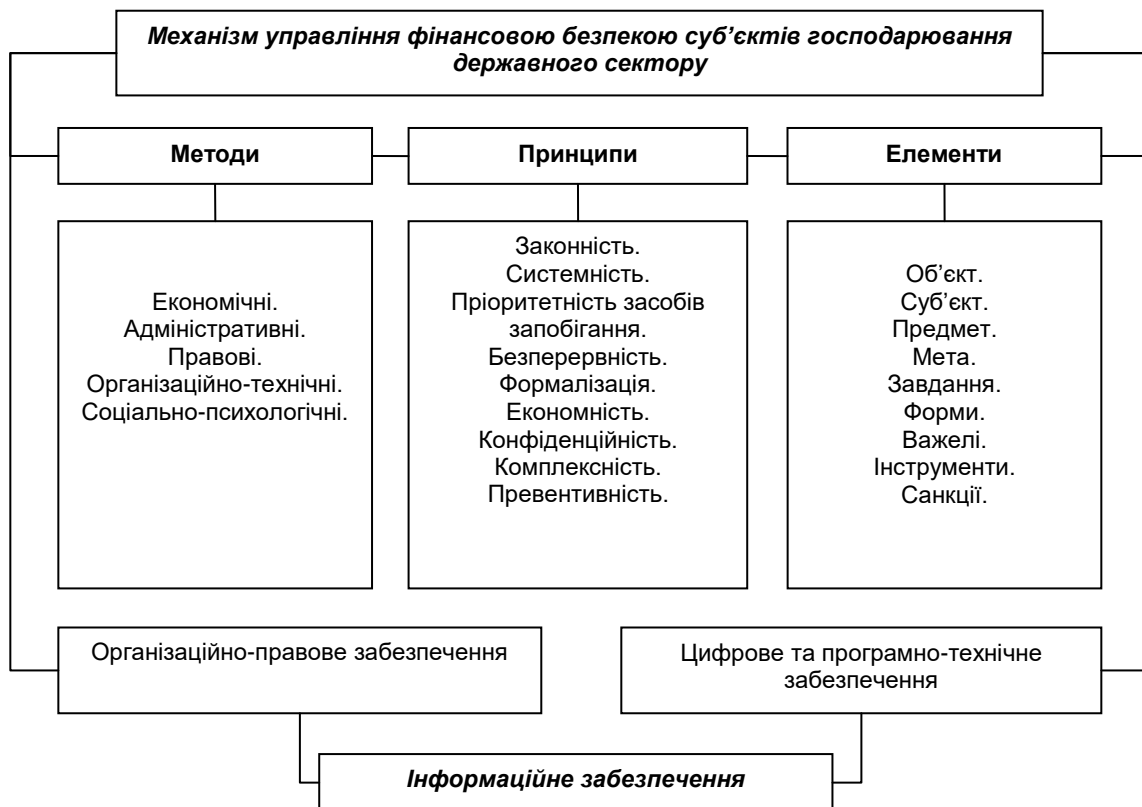 Механізм управління фінансовою безпекою суб’єктів господарювання
державного сектору
Методи
Принципи
Елементи
Економічні.
Адміністративні.
Правові.
Організаційно-технічні.
Соціально-психологічні.
Законність.
Системність.
Пріоритетність засобів
запобігання.
Безперервність.
Формалізація.
Економність.
Конфіденційність.
Комплексність.
Превентивність.
Об’єкт.
Суб’єкт.
Предмет.
Мета.
Завдання.
Форми.
Важелі.
Інструменти.
Санкції.
Організаційно-правове забезпечення
Цифрове та програмно-технічне
забезпечення
Інформаційне забезпечення